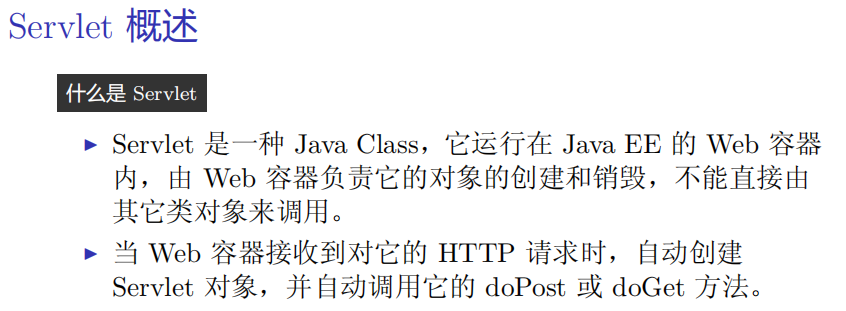 Servlet 概述
什么是 Servlet
▶ Servlet 是一种 Java Class，它运行在 Java EE 的 Web 容器
内，由 Web 容器负责它的对象的创建和销毁，不能直接由
其它类对象来调用。
▶ 当 Web 容器接收到对它的 HTTP 请求时，自动创建
Servlet 对象，并自动调用它的 doPost 或 doGet 方法。